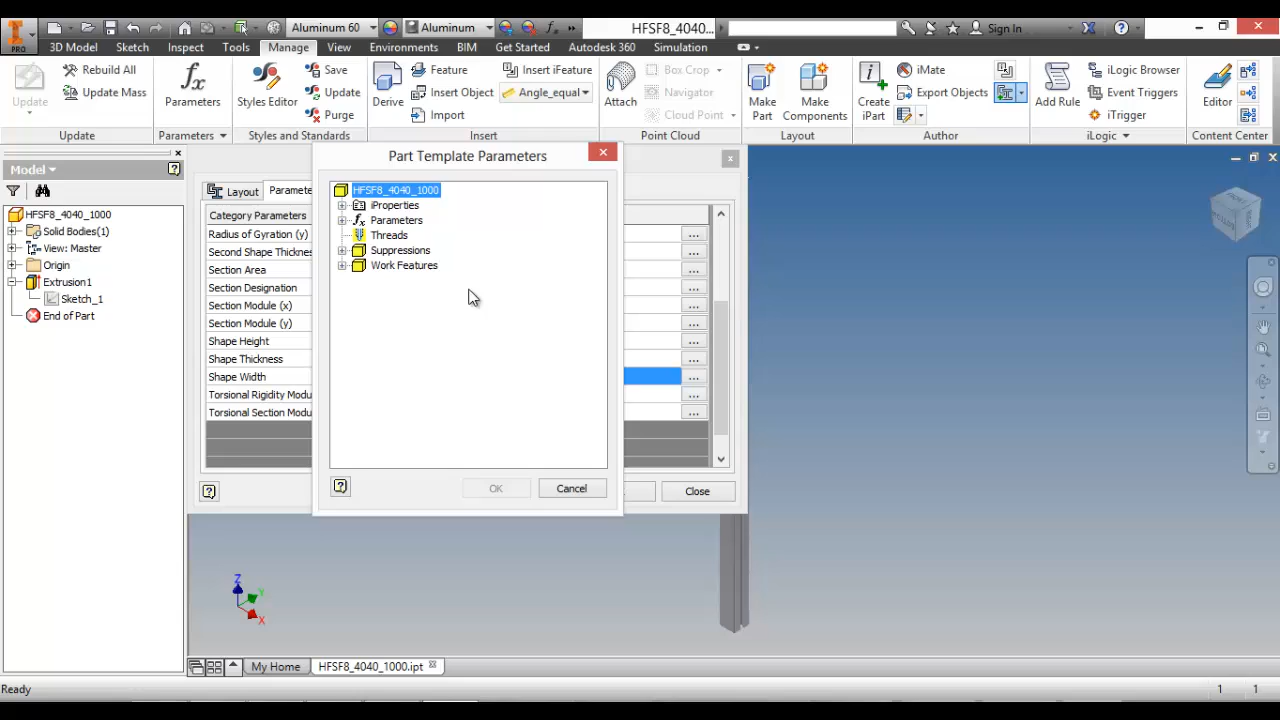 PRO
Aluminum 60
Aluminum
HFSF8_4040_1000...
Sign In
3D Model Sketch Inspect Tools Manage View Environments BIM Get Started Autodesk 360 Simulation
Update
Rebuild All
Update Mass
Update
Parameters
Parameters
Styles Editor
Save
Update
Purge
Styles and Standards
Derive
Feature
Insert Object
Import
Insert iFeature
Angle_equal
Insert
Attach
Box Crop
Navigator
Cloud Point
Point Cloud
Make Part
Make Components
Layout
Create iPart
iMate
Export Objects
Author
Add Rule
iLogic Browser
Event Triggers
iTrigger
iLogic
Editor
Content Center
Model
HFSF8_4040_1000
Solid Bodies(1)
View: Master
Origin
Extrusion1
Sketch_1
End of Part
Layout
Paramete
Category Parameters
Radius of Gyration (y) ...
Second Shape Thicknes ...
Section Area ...
Section Designation ...
Section Module (x) ...
Section Module (y) ...
Shape Height ...
Shape Thickness ...
Shape Width ...
Torsional Rigidity Modu ...
Torsional Section Modu ...
Close
Part Template Parameters
HFSF8_4040_1000
iProperties
Parameters
Threads
Suppressions
Work Features
OK
Cancel
Z
Y
X
My Home
HFSF8_4040_1000.ipt
Ready
1 1